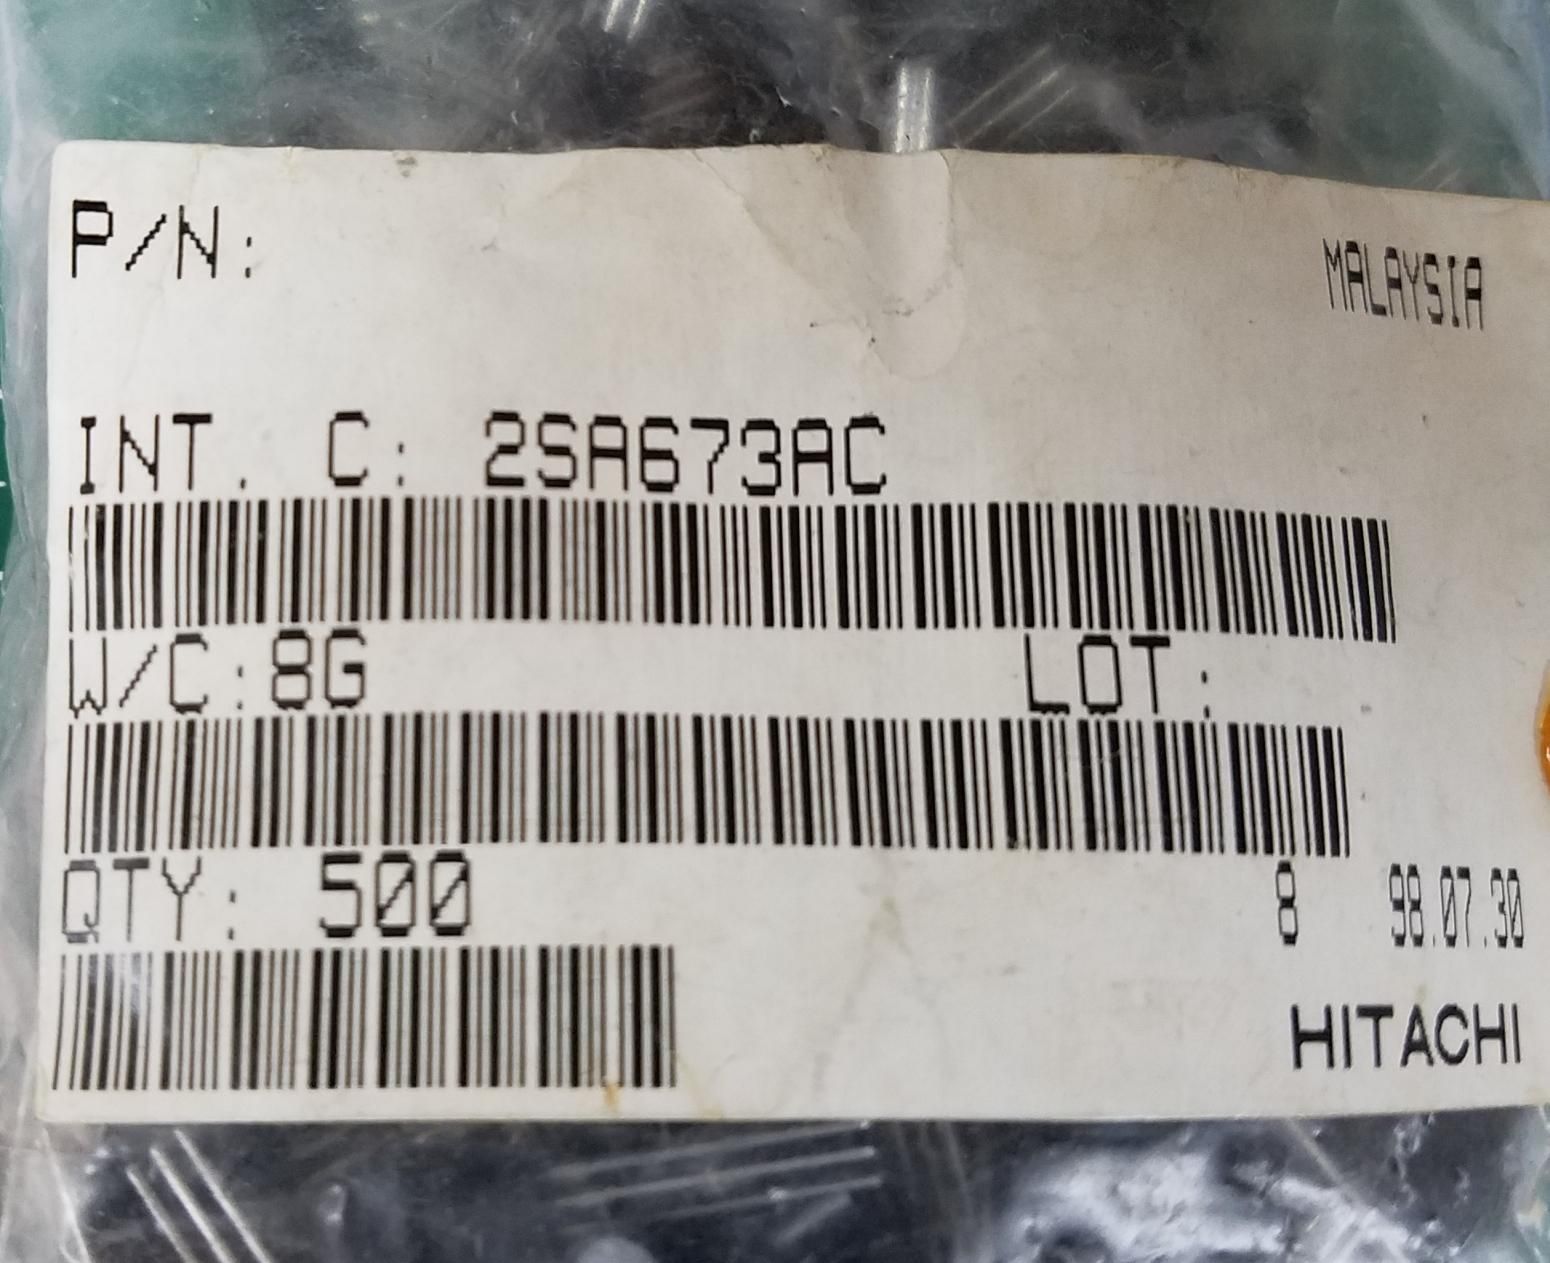 P/N:
MALAYSIA
INT. C: 2SA673AC
W/C:8G LOT:
QTY: 500 8 98.07.30
HITACHI